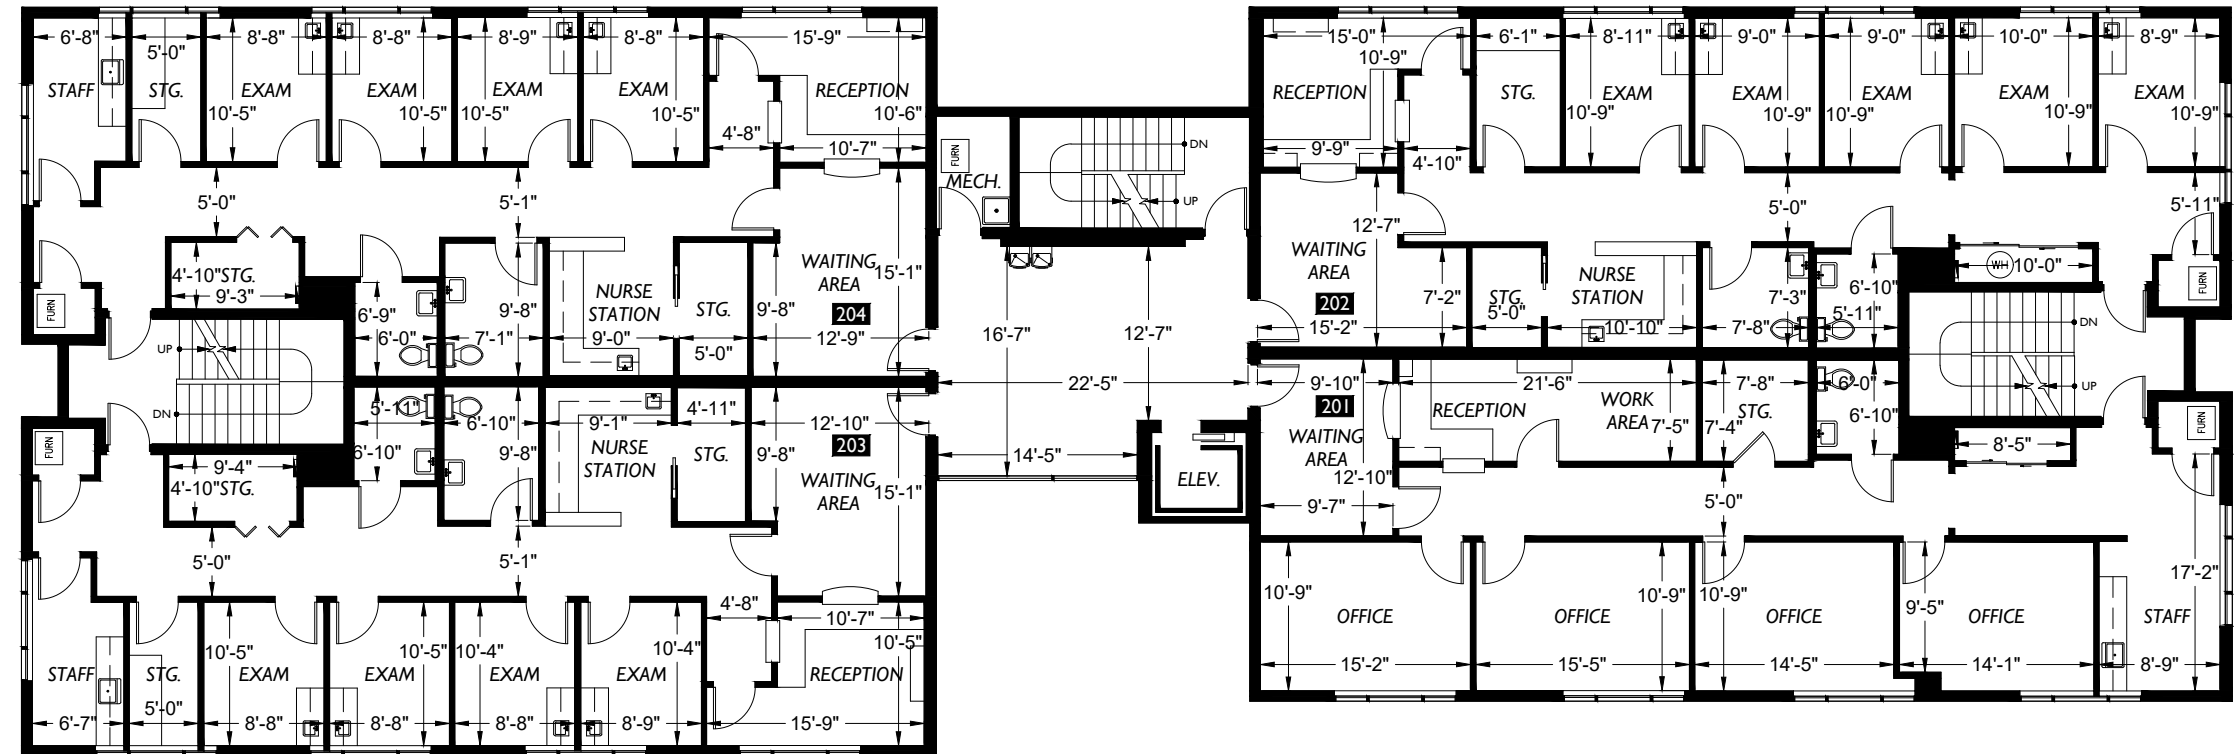 6'-8"
5'-0"
8'-8"
8'-8"
8'-9"
8'-8"
15'-9"
STAFF
STG.
EXAM
EXAM
EXAM
EXAM
RECEPTION
10'-5"
10'-5"
10'-5"
10'-5"
10'-6"
4'-8"
10'-7"
5'-0"
5'-1"
FURN
MECH.
DN
UP
4'-10"
STG.
9'-3"
FURN
6'-9"
6'-0"
9'-8"
7'-1"
NURSE
STATION
9'-0"
STG.
5'-0"
9'-8"
WAITING
AREA
15'-1"
204
12'-9"
UP
DN
16'-7"
12'-7"
22'-5"
14'-5"
ELEV.
5'-11"
6'-10"
6'-10"
9'-8"
9'-1"
NURSE
STATION
4'-11"
STG.
9'-8"
12'-10"
203
WAITING
AREA
15'-1"
FURN
9'-4"
4'-10"
STG.
5'-0"
5'-1"
4'-8"
10'-7"
10'-5"
10'-5"
10'-4"
10'-4"
10'-5"
STAFF
STG.
EXAM
EXAM
EXAM
EXAM
RECEPTION
6'-7"
5'-0"
8'-8"
8'-8"
8'-8"
8'-9"
15'-9"
15'-0"
10'-9"
6'-1"
8'-11"
9'-0"
9'-0"
10'-0"
8'-9"
RECEPTION
STG.
EXAM
EXAM
EXAM
EXAM
EXAM
10'-9"
10'-9"
10'-9"
10'-9"
10'-9"
9'-9"
4'-10"
12'-7"
5'-0"
5'-11"
WAITING
AREA
202
15'-2"
7'-2"
STG.
5'-0"
NURSE
STATION
10'-10"
7'-3"
7'-8"
6'-10"
5'-11"
WH
10'-0"
FURN
DN
UP
9'-10"
201
WAITING
AREA
12'-10"
9'-7"
21'-6"
RECEPTION
WORK
AREA
7'-5"
7'-8"
STG.
7'-4"
6'-0"
6'-10"
8'-5"
FURN
5'-0"
17'-2"
10'-9"
10'-9"
10'-9"
9'-5"
OFFICE
OFFICE
OFFICE
OFFICE
STAFF
15'-2"
15'-5"
14'-5"
14'-1"
8'-9"